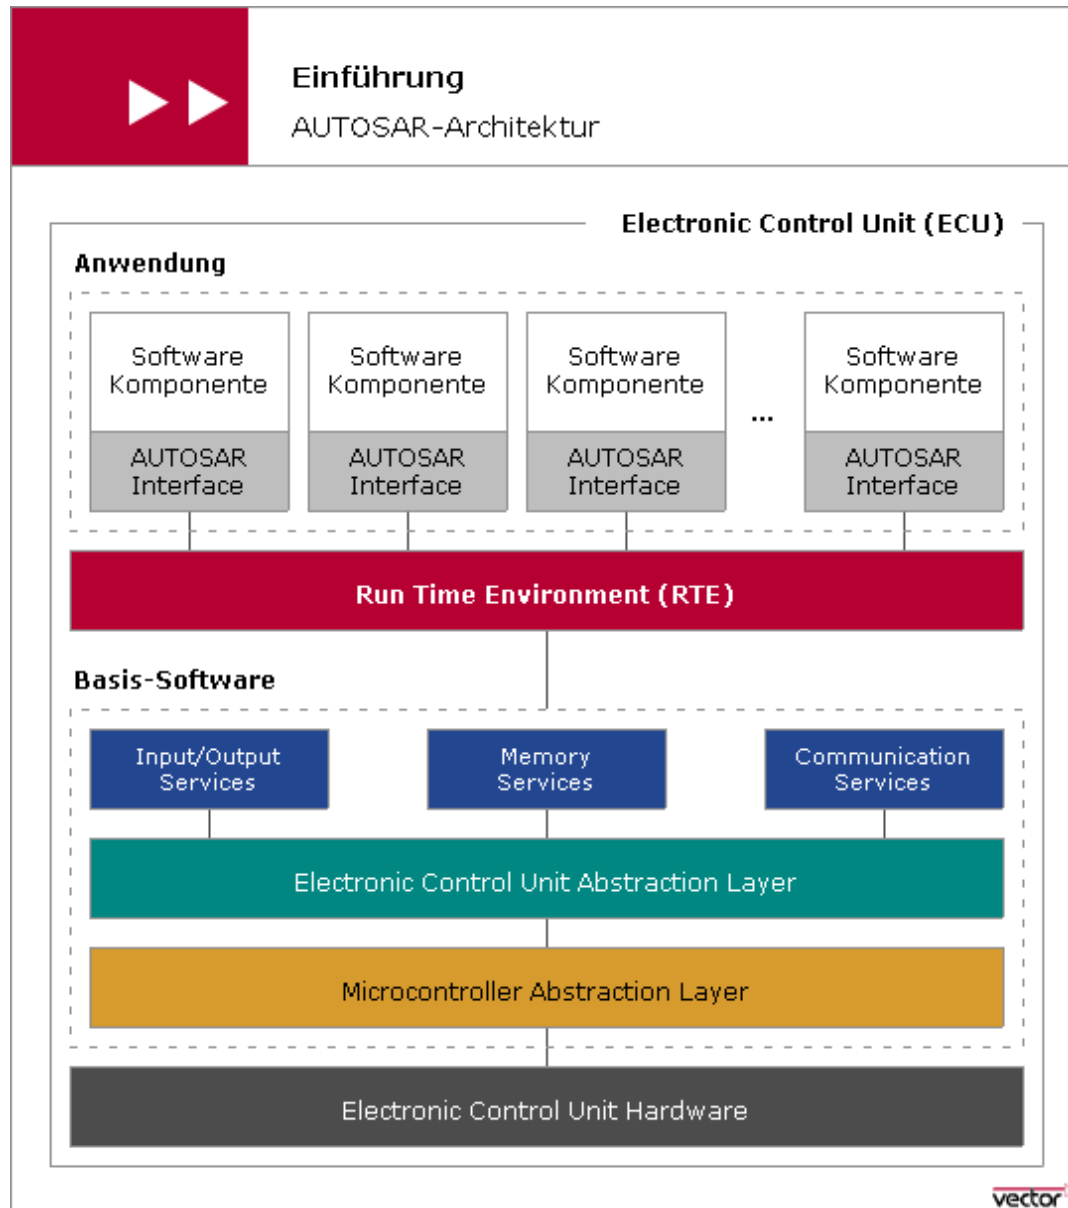 Einführung
AUTOSAR-Architektur
Electronic Control Unit (ECU)
Anwendung
Software
Komponente
AUTOSAR
Interface
Software
Komponente
AUTOSAR
Interface
Software
Komponente
AUTOSAR
Interface
...
Software
Komponente
AUTOSAR
Interface
Run Time Environment (RTE)
Basis-Software
Input/Output
Services
Memory
Services
Communication
Services
Electronic Control Unit Abstraction Layer
Microcontroller Abstraction Layer
Electronic Control Unit Hardware
vector